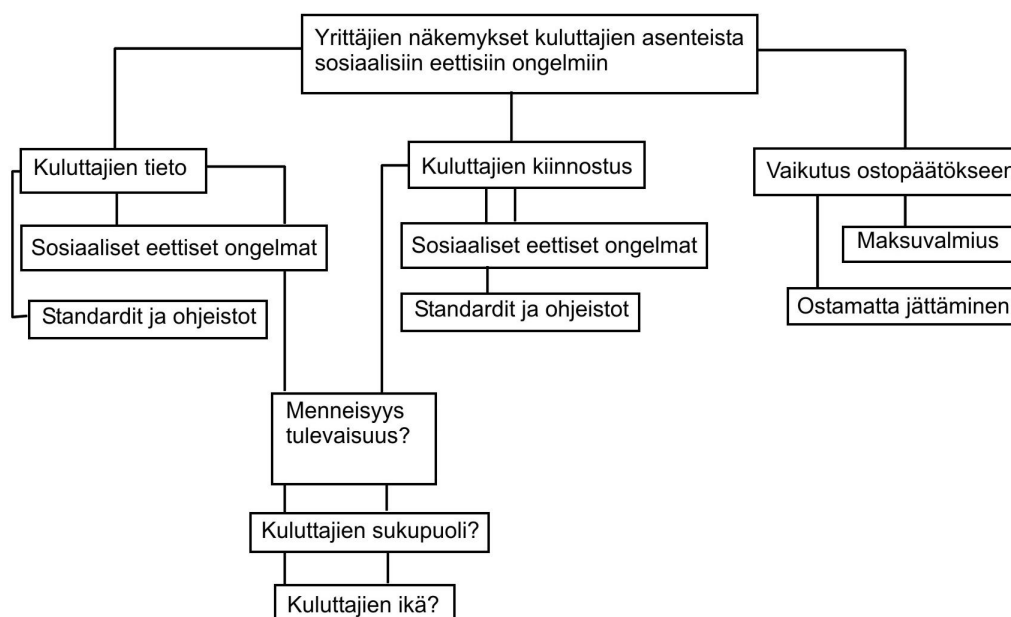 Yrittäjien näkemykset kuluttajien asenteista
sosiaalisiin eettisiin ongelmiin
Kuluttajien tieto
Kuluttajien kiinnostus
Vaikutus ostopäätökseen
Sosiaaliset eettiset ongelmat
Sosiaaliset eettiset ongelmat
Maksuvalmius
Standardit ja ohjeistot
Standardit ja ohjeistot
Ostamatta jättäminen
Menneisyys
tulevaisuus?
Kuluttajien sukupuoli?
Kuluttajien ikä?